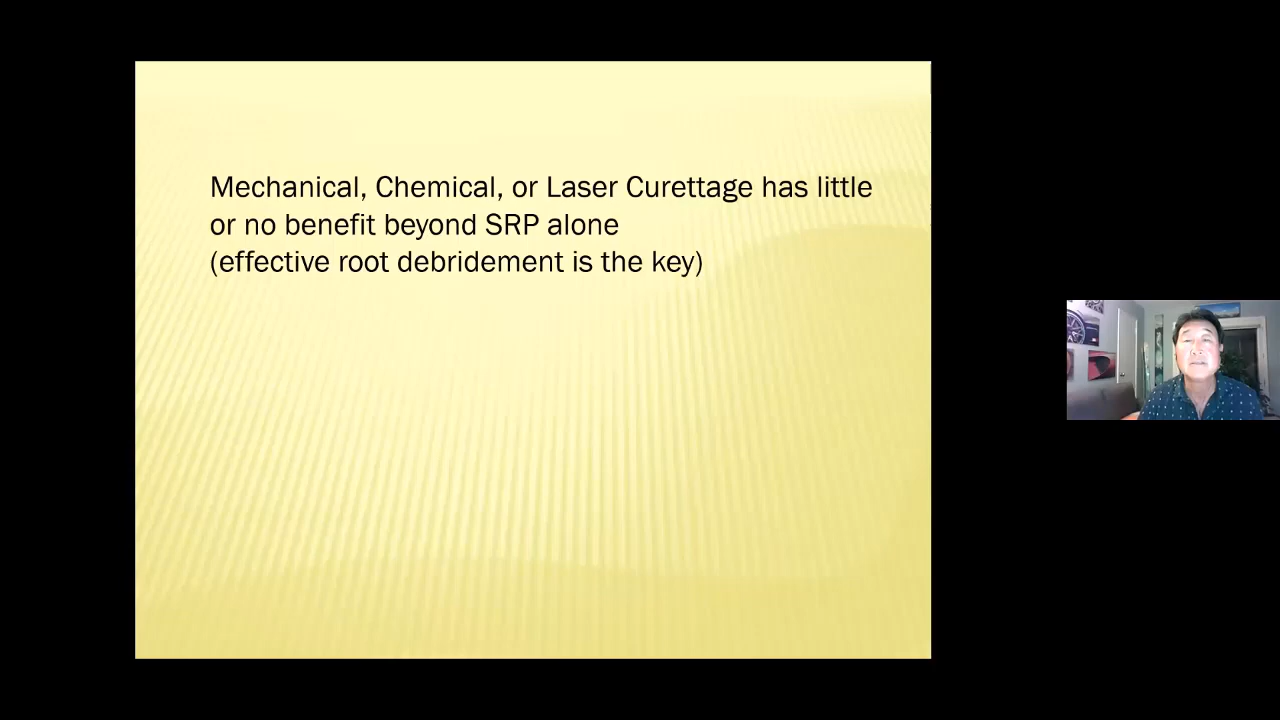 Mechanical, Chemical, or Laser Curettage has little
or no benefit beyond SRP alone
(effective root debridement is the key)